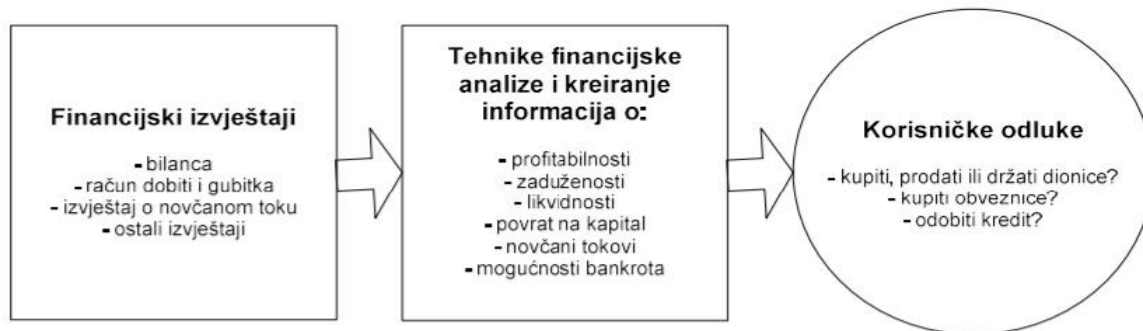 Financijski izvještaji
- bilanca
- račun dobiti i gubitka
- izvještaj o novčanom toku
- ostali izvještaji
Tehnike financijske
analize i kreiranje
informacija o:
- profitabilnosti
- zaduženosti
- likvidnosti
- povrat na kapital
- novčani tokovi
- mogućnosti bankrota
Korisničke odluke
- kupiti, prodati ili držati dionice?
- kupiti obveznice?
- odobiti kredit?